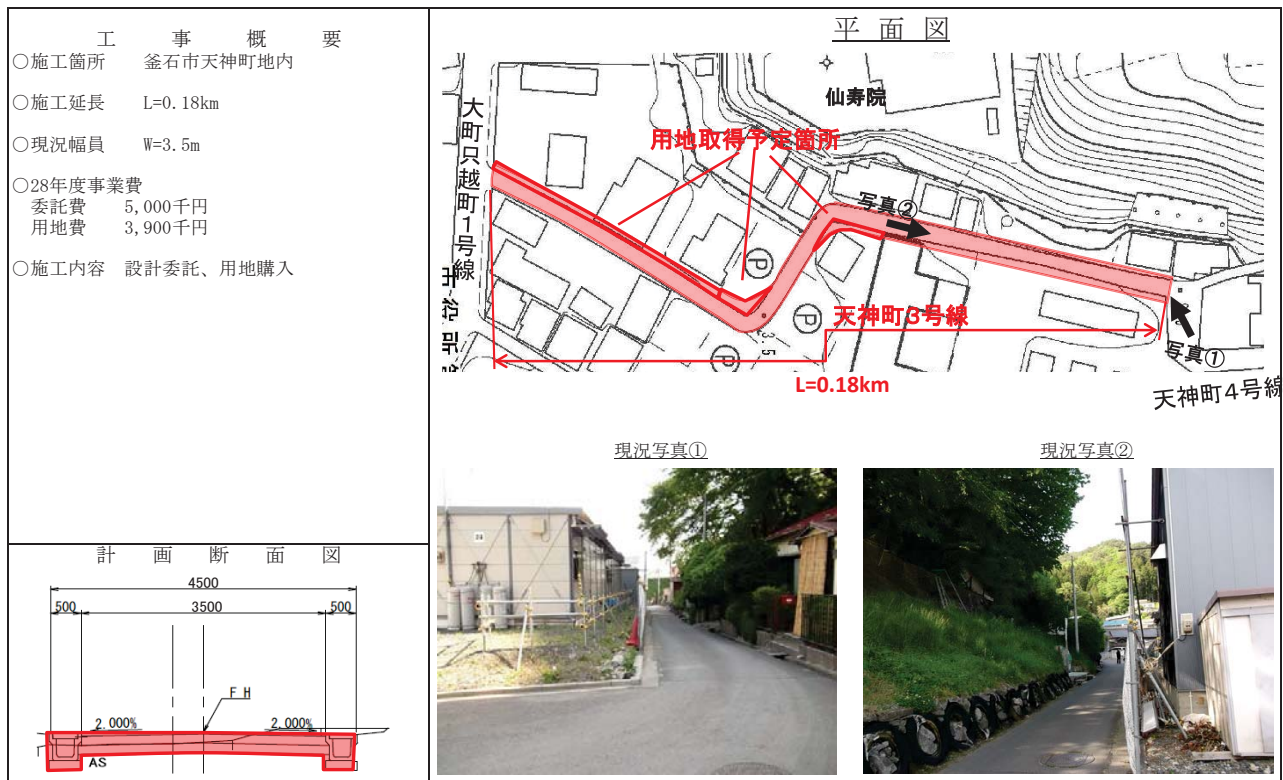 工事概要
○施工箇所 釜石市天神町地内
○施工延長 L=0.18km
○現況幅員 W=3.5m
○28年度事業費
委託費 5,000千円
用地費 3,900千円
○施工内容 設計委託、用地購入
計画断面図
4500
500 3500 500
F H
2.000% 2.000%
AS
平面図
仙寿院
大町只越町1号線
用地取得予定箇所
写真②
P
P
P
3.5
天神町3号線
写真①
L=0.18km
天神町4号線
現況写真①
現況写真②